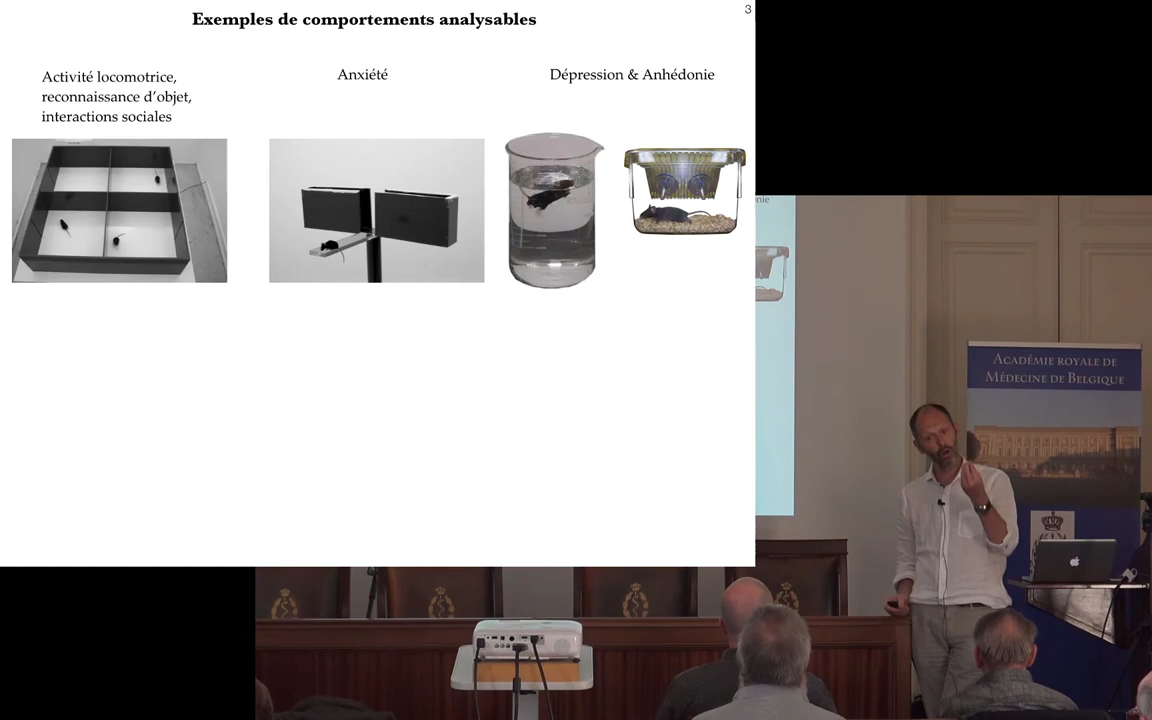 Exemples de comportements analysables
3
Activité locomotrice,
reconnaissance d'objet,
interactions sociales
Anxiété
Dépression & Anhédonie
ACADÉMIE ROYALE DE
MÉDECINE DE BELGIQUE